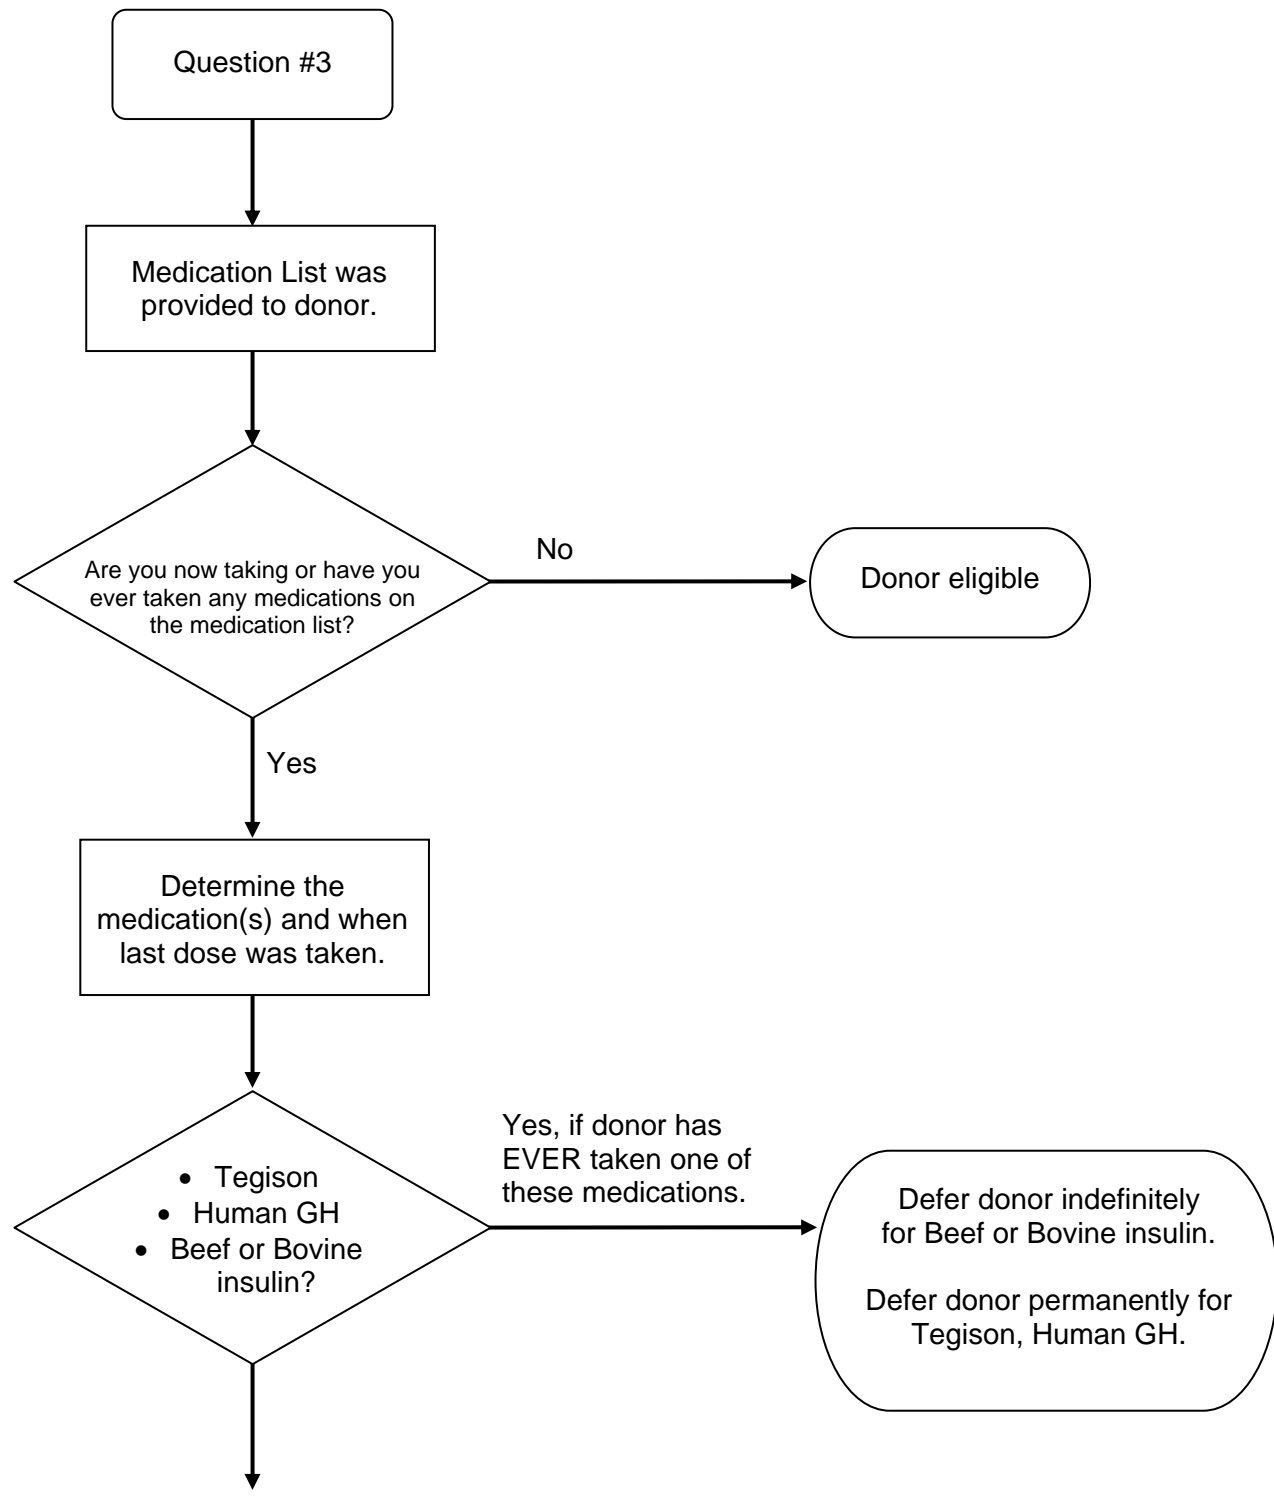 Question #3
Medication List was
provided to donor.
Are you now taking or have you
ever taken any medications on
the medication list?
No
Donor eligible
Yes
Determine the
medication(s) and when
last dose was taken.
• Tegison
• Human GH
• Beef or Bovine
insulin?
Yes, if donor has
EVER taken one of
these medications.
Defer donor indefinitely
for Beef or Bovine insulin.
Defer donor permanently for
Tegison, Human GH.